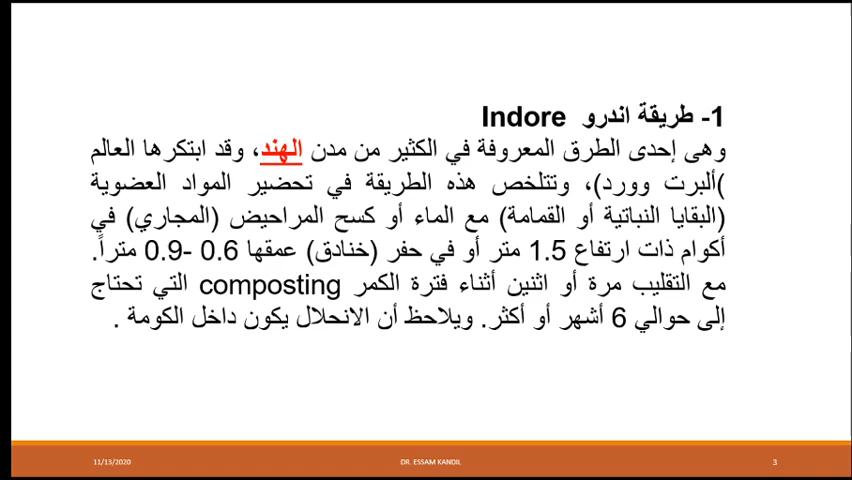 1- طريقة اندرو Indore
وهى إحدى الطرق المعروفة في الكثير من مدن الهند، وقد ابتكرها العالم
)ألبرت وورد)، وتتلخص هذه الطريقة في تحضير المواد العضوية
(البقايا النباتية أو القمامة) مع الماء أو كسح المراحيض (المجاري) في
أكوام ذات ارتفاع 1.5 متر أو في حفر (خنادق) عمقها 0.6 -0.9 متراً.
مع التقليب مرة أو اثنين أثناء فترة الكمر composting التي تحتاج
إلى حوالي 6 أشهر أو أكثر. ويلاحظ أن الانحلال يكون داخل الكومة .
11/13/2020
DR. ESSAM KANDIL
3